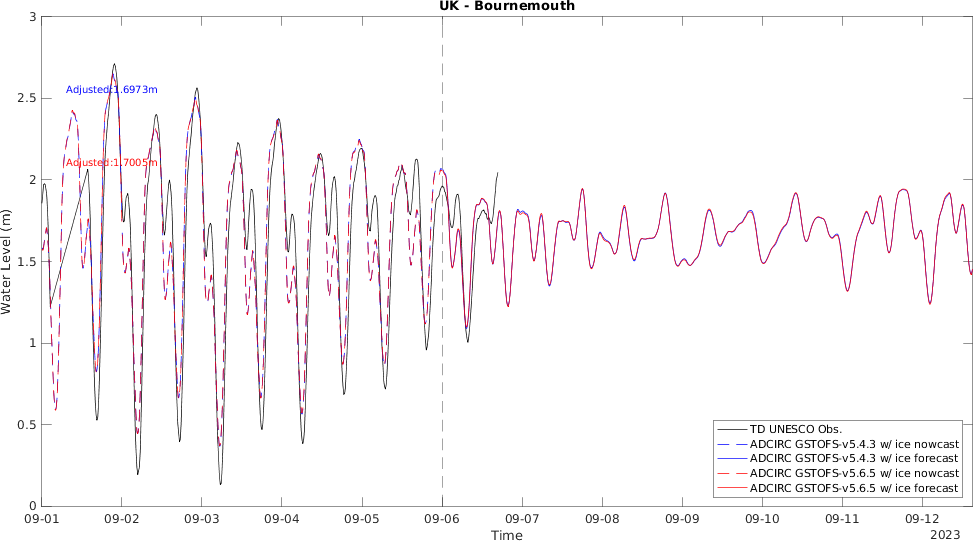 UK - Bournemouth
Water Level (m)
3
2.5
2
1.5
1
0.5
0
Adjusted:1.6973m
Adjusted:1.7005m
TD UNESCO Obs.
ADCIRC GSTOFS-v5.4.3 w/ ice nowcast
ADCIRC GSTOFS-v5.4.3 w/ ice forecast
ADCIRC GSTOFS-v5.6.5 w/ ice nowcast
ADCIRC GSTOFS-v5.6.5 w/ ice forecast
09-01 09-02 09-03 09-04 09-05 09-06 09-07 09-08 09-09 09-10 09-11 09-12
2023
Time